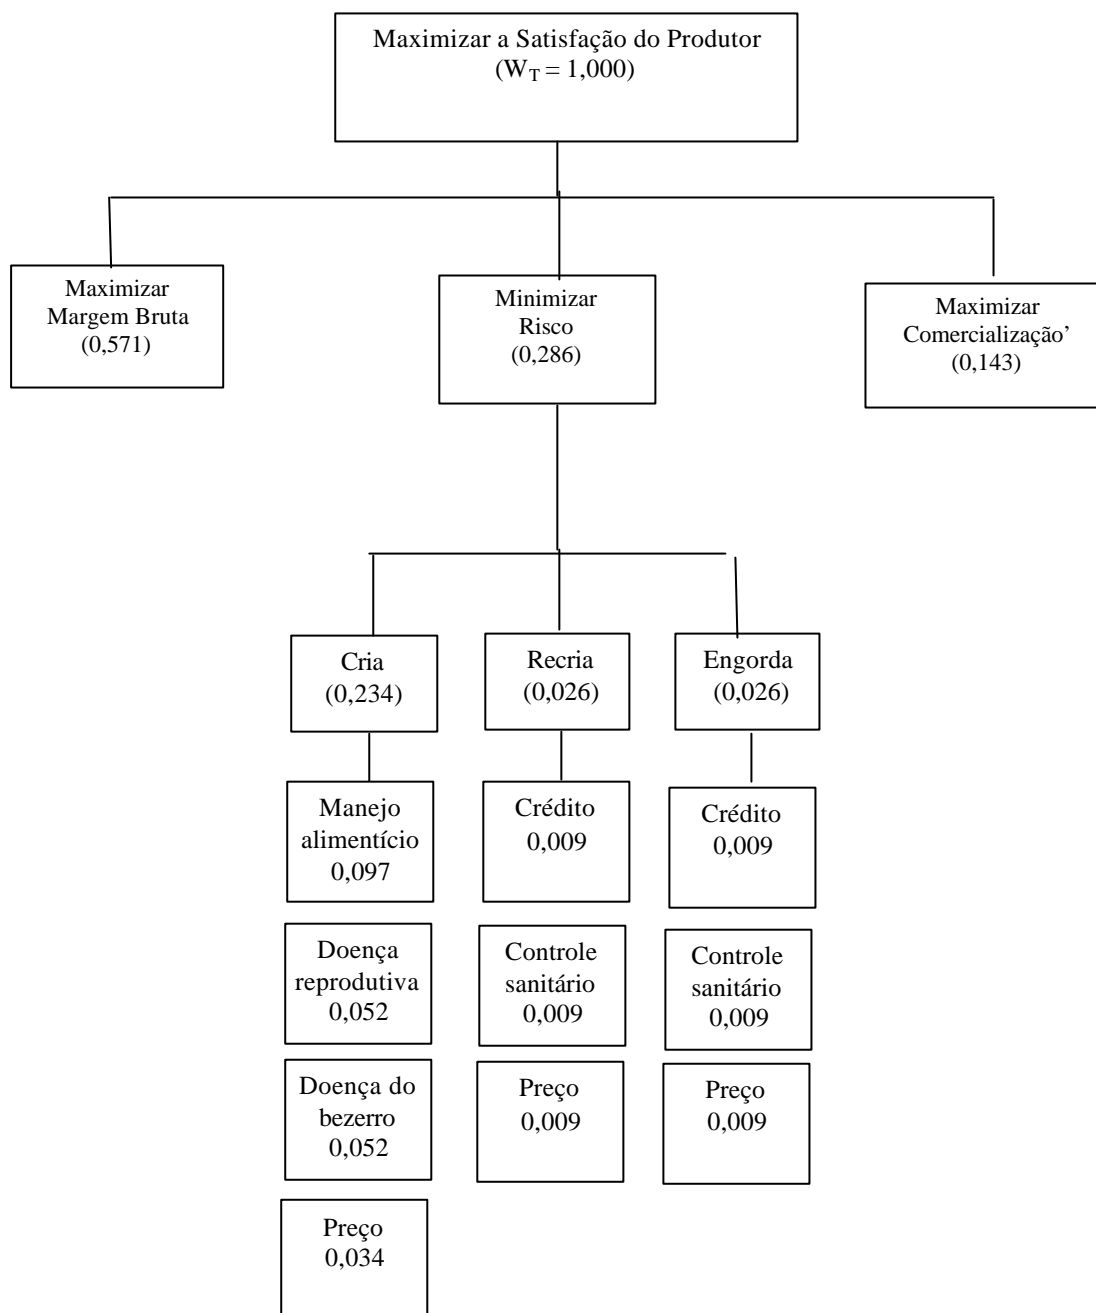 Maximizar a Satisfação do Produtor
(WT = 1,000)
Maximizar
Margem Bruta
(0,571)
Minimizar
Risco
(0,286)
Maximizar
Comercialização’
(0,143)
Cria
(0,234)
Recria
(0,026)
Engorda
(0,026)
Manejo
alimentício
0,097
Crédito
0,009
Crédito
0,009
Doença
reprodutiva
0,052
Controle
sanitário
0,009
Controle
sanitário
0,009
Doença do
bezerro
0,052
Preço
0,009
Preço
0,009
Preço
0,034